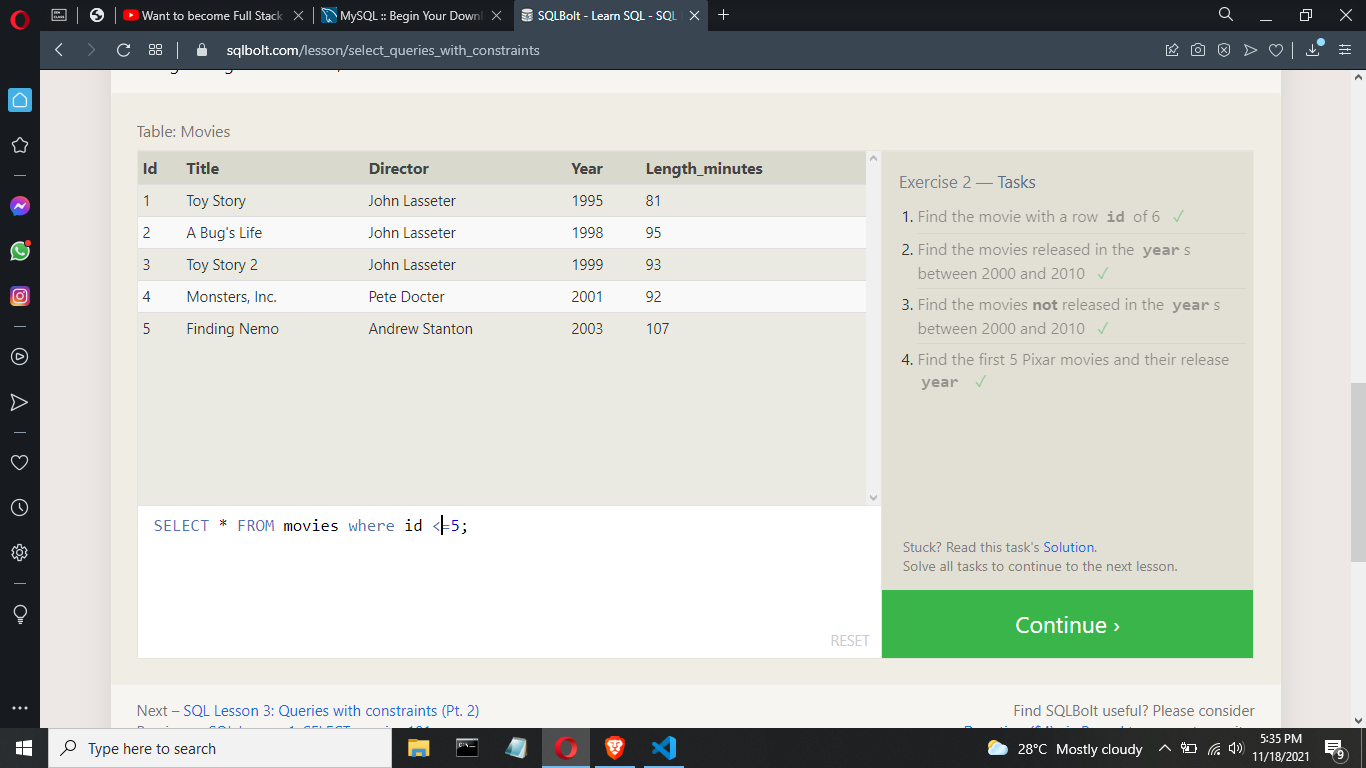 Want to become Full Stack
MySQL :: Begin Your Downl
SQLBolt - Learn SQL - SQL
sqlbolt.com/lesson/select_queries_with_constraints
Table: Movies
Id Title Director Year Length_minutes
1 Toy Story John Lasseter 1995 81
2 A Bug's Life John Lasseter 1998 95
3 Toy Story 2 John Lasseter 1999 93
4 Monsters, Inc. Pete Docter 2001 92
5 Finding Nemo Andrew Stanton 2003 107
SELECT * FROM movies where id <=5;
RESET
Exercise 2 — Tasks
1. Find the movie with a row id of 6 ✓
2. Find the movies released in the year s
between 2000 and 2010 ✓
3. Find the movies not released in the year s
between 2000 and 2010 ✓
4. Find the first 5 Pixar movies and their release
year ✓
Stuck? Read this task's Solution.
Solve all tasks to continue to the next lesson.
Continue ›
Next – SQL Lesson 3: Queries with constraints (Pt. 2)
Find SQLBolt useful? Please consider
Type here to search
28°C Mostly cloudy
5:35 PM
11/18/2021
9